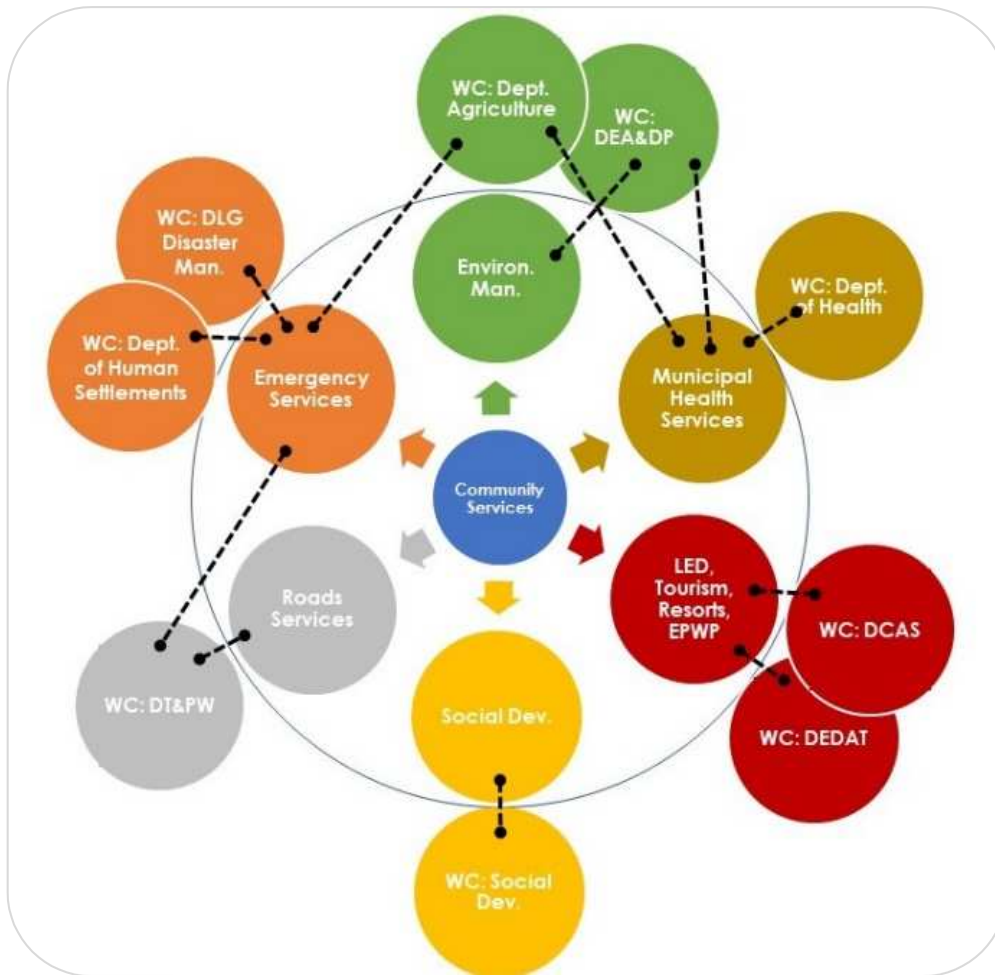 WC: Dept.
Agriculture
WC:
DEA&DP
WC: DLG
Disaster
Man.
Environ.
Man.
WC: Dept.
of Health
WC: Dept.
of Human
Settlements
Emergency
Services
Municipal
Health
Services
Community
Services
LED,
Tourism,
Resorts,
EPWP
Roads
Services
WC: DCAS
WC: DT&PW
Social Dev.
WC: DEDAT
WC: Social
Dev.